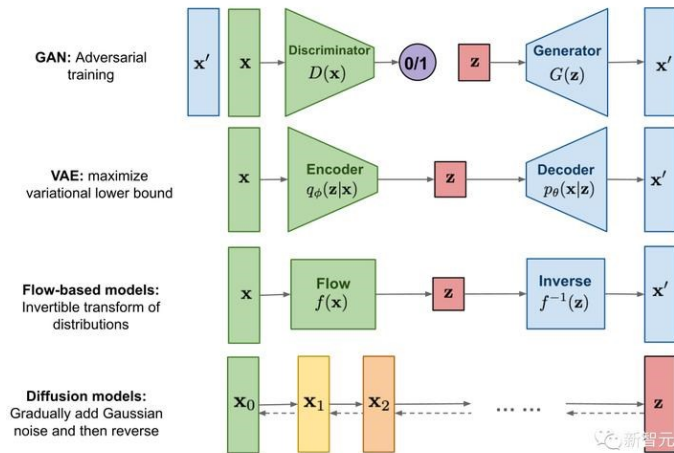 GAN: Adversarial
training
x′
x
Discriminator
D(x)
0/1
z
Generator
G(z)
x′
VAE: maximize
variational lower bound
x
Encoder
qϕ(z|x)
z
Decoder
pθ(x|z)
x′
Flow-based models:
Invertible transform of
distributions
x
Flow
f(x)
z
Inverse
f⁻¹(z)
x′
Diffusion models:
Gradually add Gaussian
noise and then reverse
x₀
x₁
x₂
... ...
z
新智元